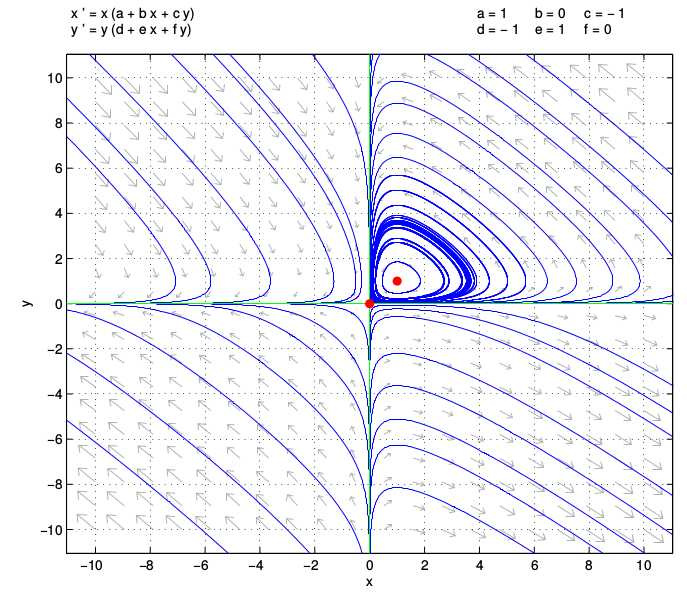 x ' = x (a + b x + c y)
y ' = y (d + e x + f y)
a = 1 b = 0 c = − 1
d = − 1 e = 1 f = 0
10
8
6
4
2
0
−2
−4
−6
−8
−10
y
−10 −8 −6 −4 −2 0 2 4 6 8 10
x